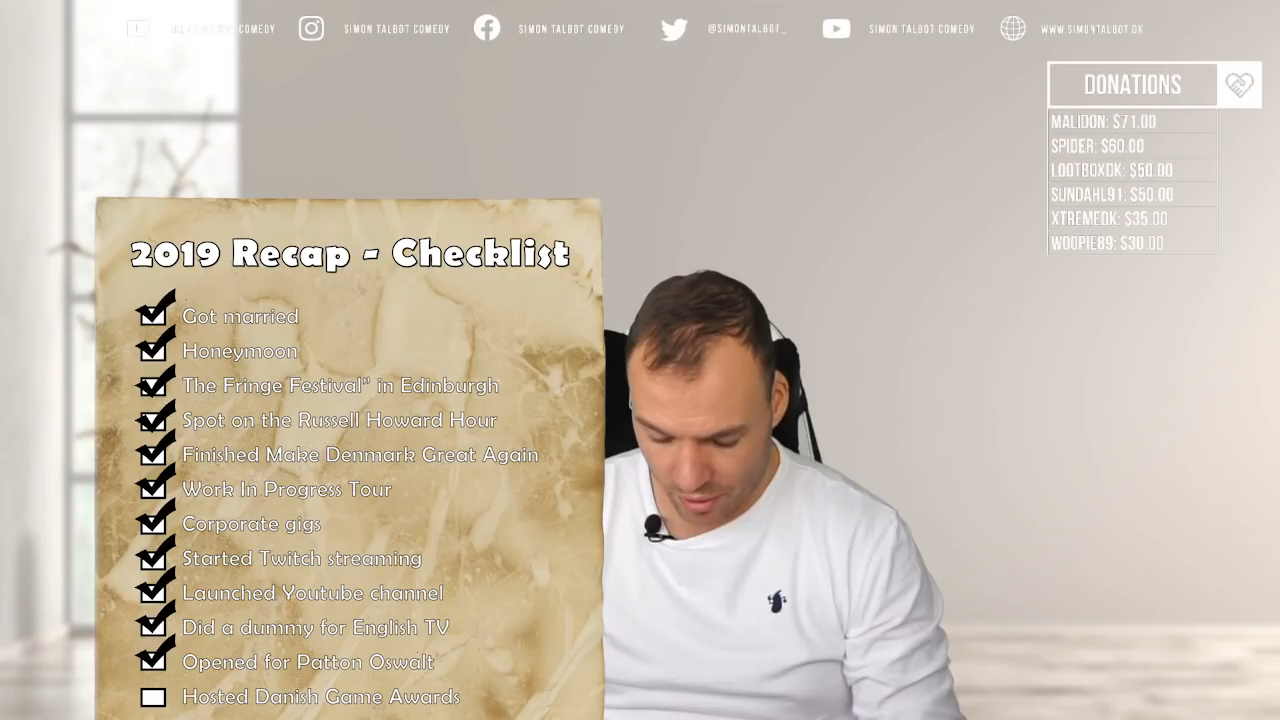 SIMON TALBOT COMEDY
SIMON TALBOT COMEDY
SIMON TALBOT COMEDY
@SIMONTALBOT_
SIMON TALBOT COMEDY
WWW.SIMONTALBOT.DK
DONATIONS
MALIDON: $71.00
SPIDER: $60.00
LOOTBOXDK: $50.00
SUNDAHL91: $50.00
XTREMEDK: $35.00
WOOPIE89: $30.00
2019 Recap - Checklist
Got married
Honeymoon
The Fringe Festival" in Edinburgh
Spot on the Russell Howard Hour
Finished Make Denmark Great Again
Work In Progress Tour
Corporate gigs
Started Twitch streaming
Launched Youtube channel
Did a dummy for English TV
Opened for Patton Oswalt
Hosted Danish Game Awards